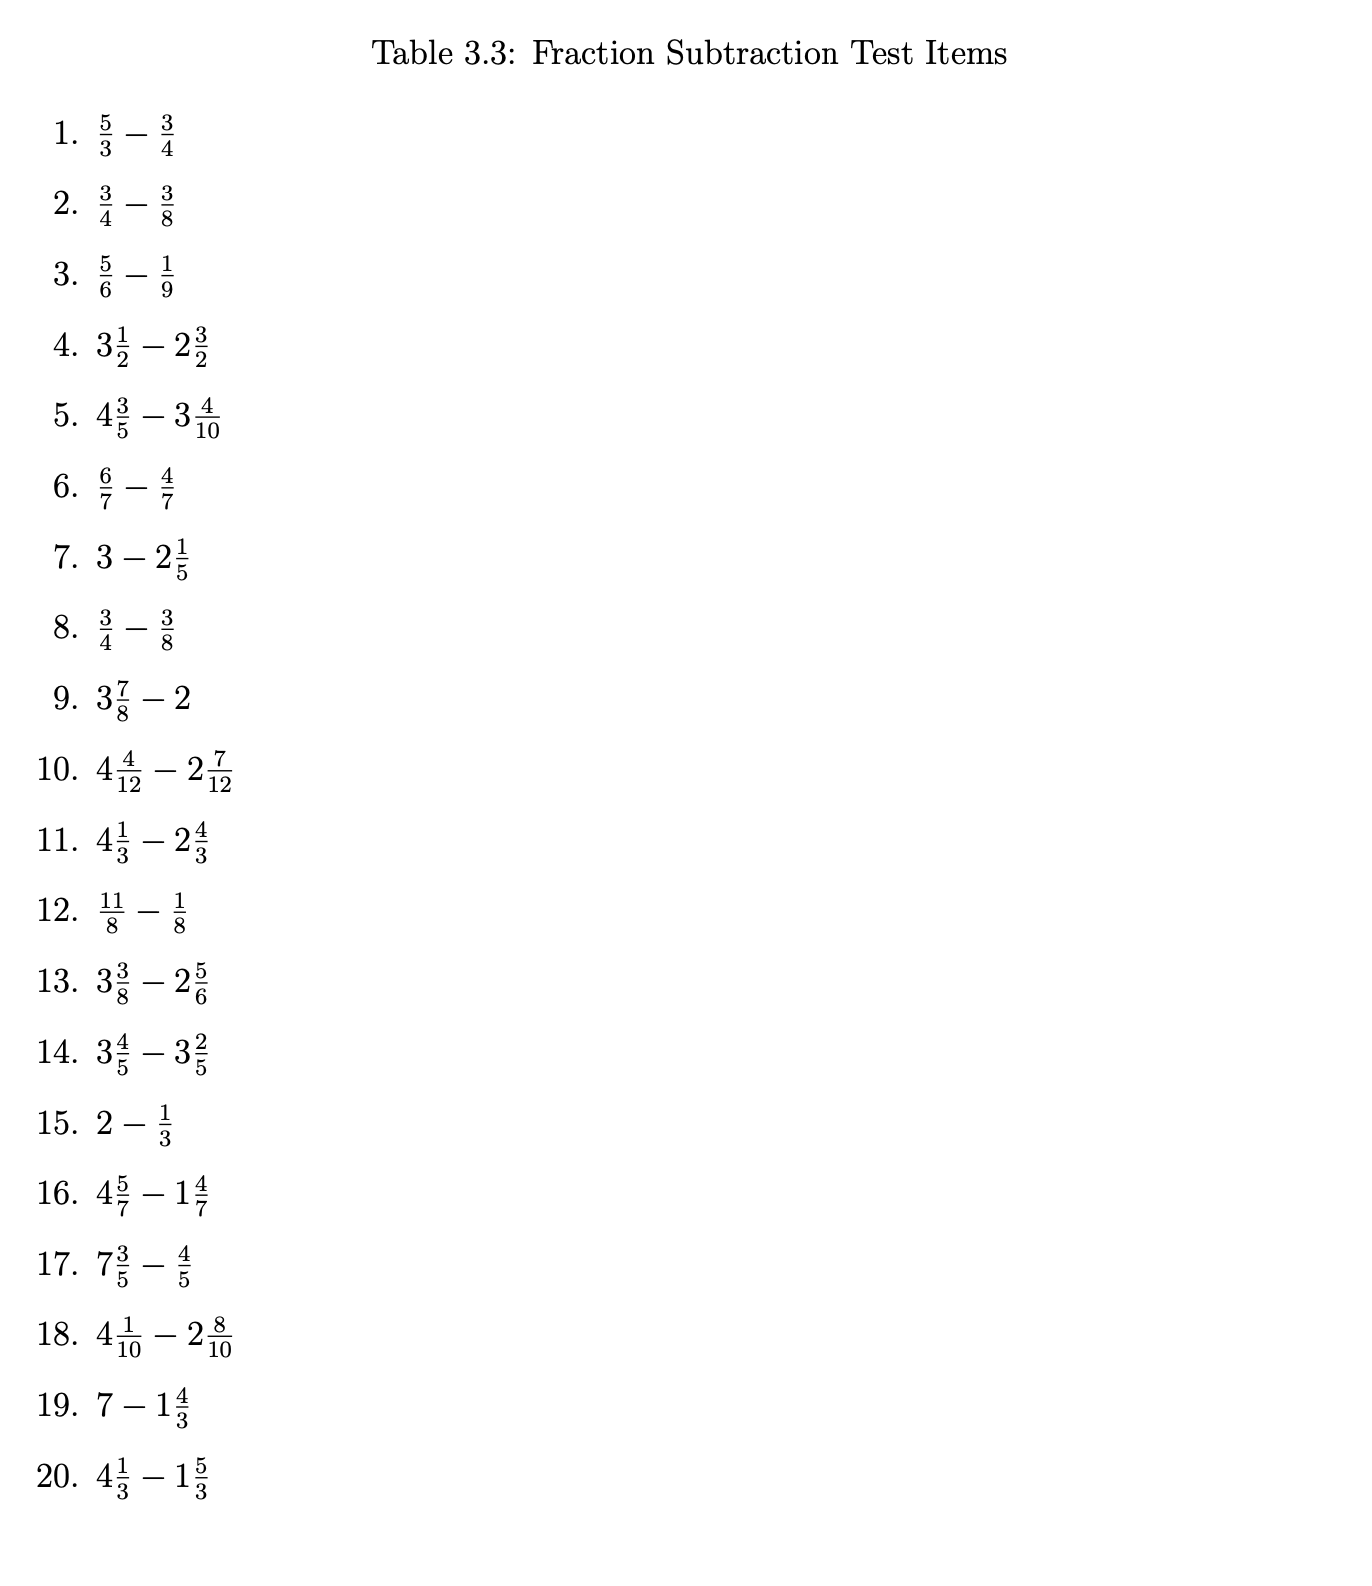 Table 3.3: Fraction Subtraction Test Items
1. 5/3 − 3/4
2. 3/4 − 3/8
3. 5/6 − 1/9
4. 3 1/2 − 2 3/2
5. 4 3/5 − 3 4/10
6. 6/7 − 4/7
7. 3 − 2 1/5
8. 3/4 − 3/8
9. 3 7/8 − 2
10. 4 4/12 − 2 7/12
11. 4 1/3 − 2 4/3
12. 11/8 − 1/8
13. 3 3/8 − 2 5/6
14. 3 4/5 − 3 2/5
15. 2 − 1/3
16. 4 5/7 − 1 4/7
17. 7 3/5 − 4/5
18. 4 1/10 − 2 8/10
19. 7 − 1 4/3
20. 4 1/3 − 1 5/3